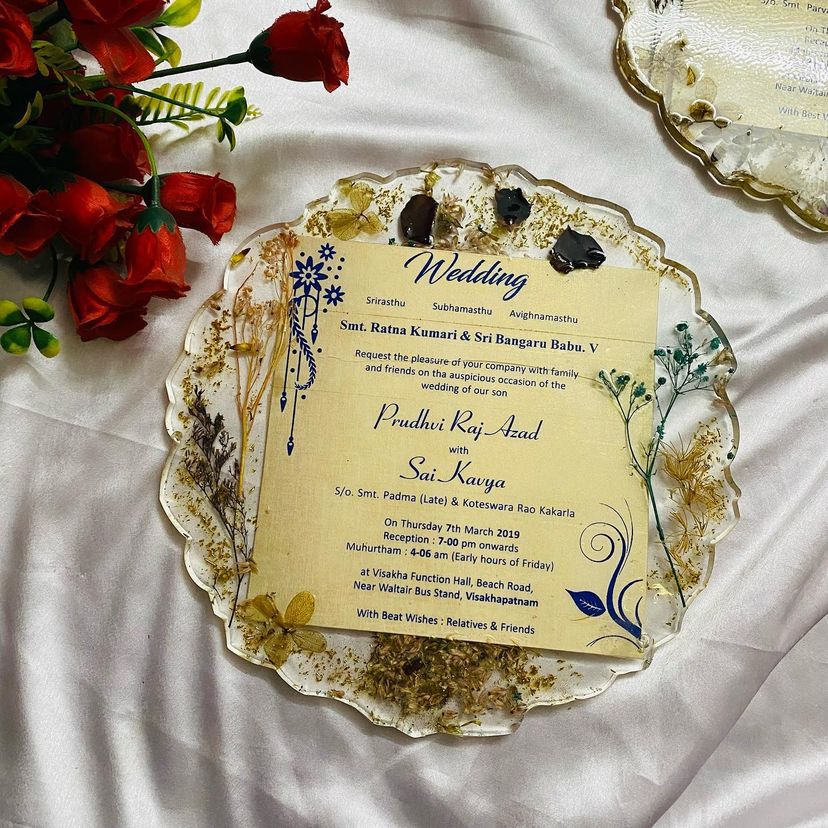 Wedding
Srirasthu Subhamasthu Avighnamasthu
Smt. Ratna Kumari & Sri Bangaru Babu. V
Request the pleasure of your company with family
and friends on tha auspicious occasion of the
wedding of our son
Prudhvi Raj Azad
with
Sai Kavya
S/o. Smt. Padma (Late) & Koteswara Rao Kakarla
On Thursday 7th March 2019
Reception : 7-00 pm onwards
Muhurtham : 4-06 am (Early hours of Friday)
at Visakha Function Hall, Beach Road,
Near Waltair Bus Stand, Visakhapatnam
With Beat Wishes : Relatives & Friends
S/o. Smt. Parva
On Th
Near Waltair
With Best W